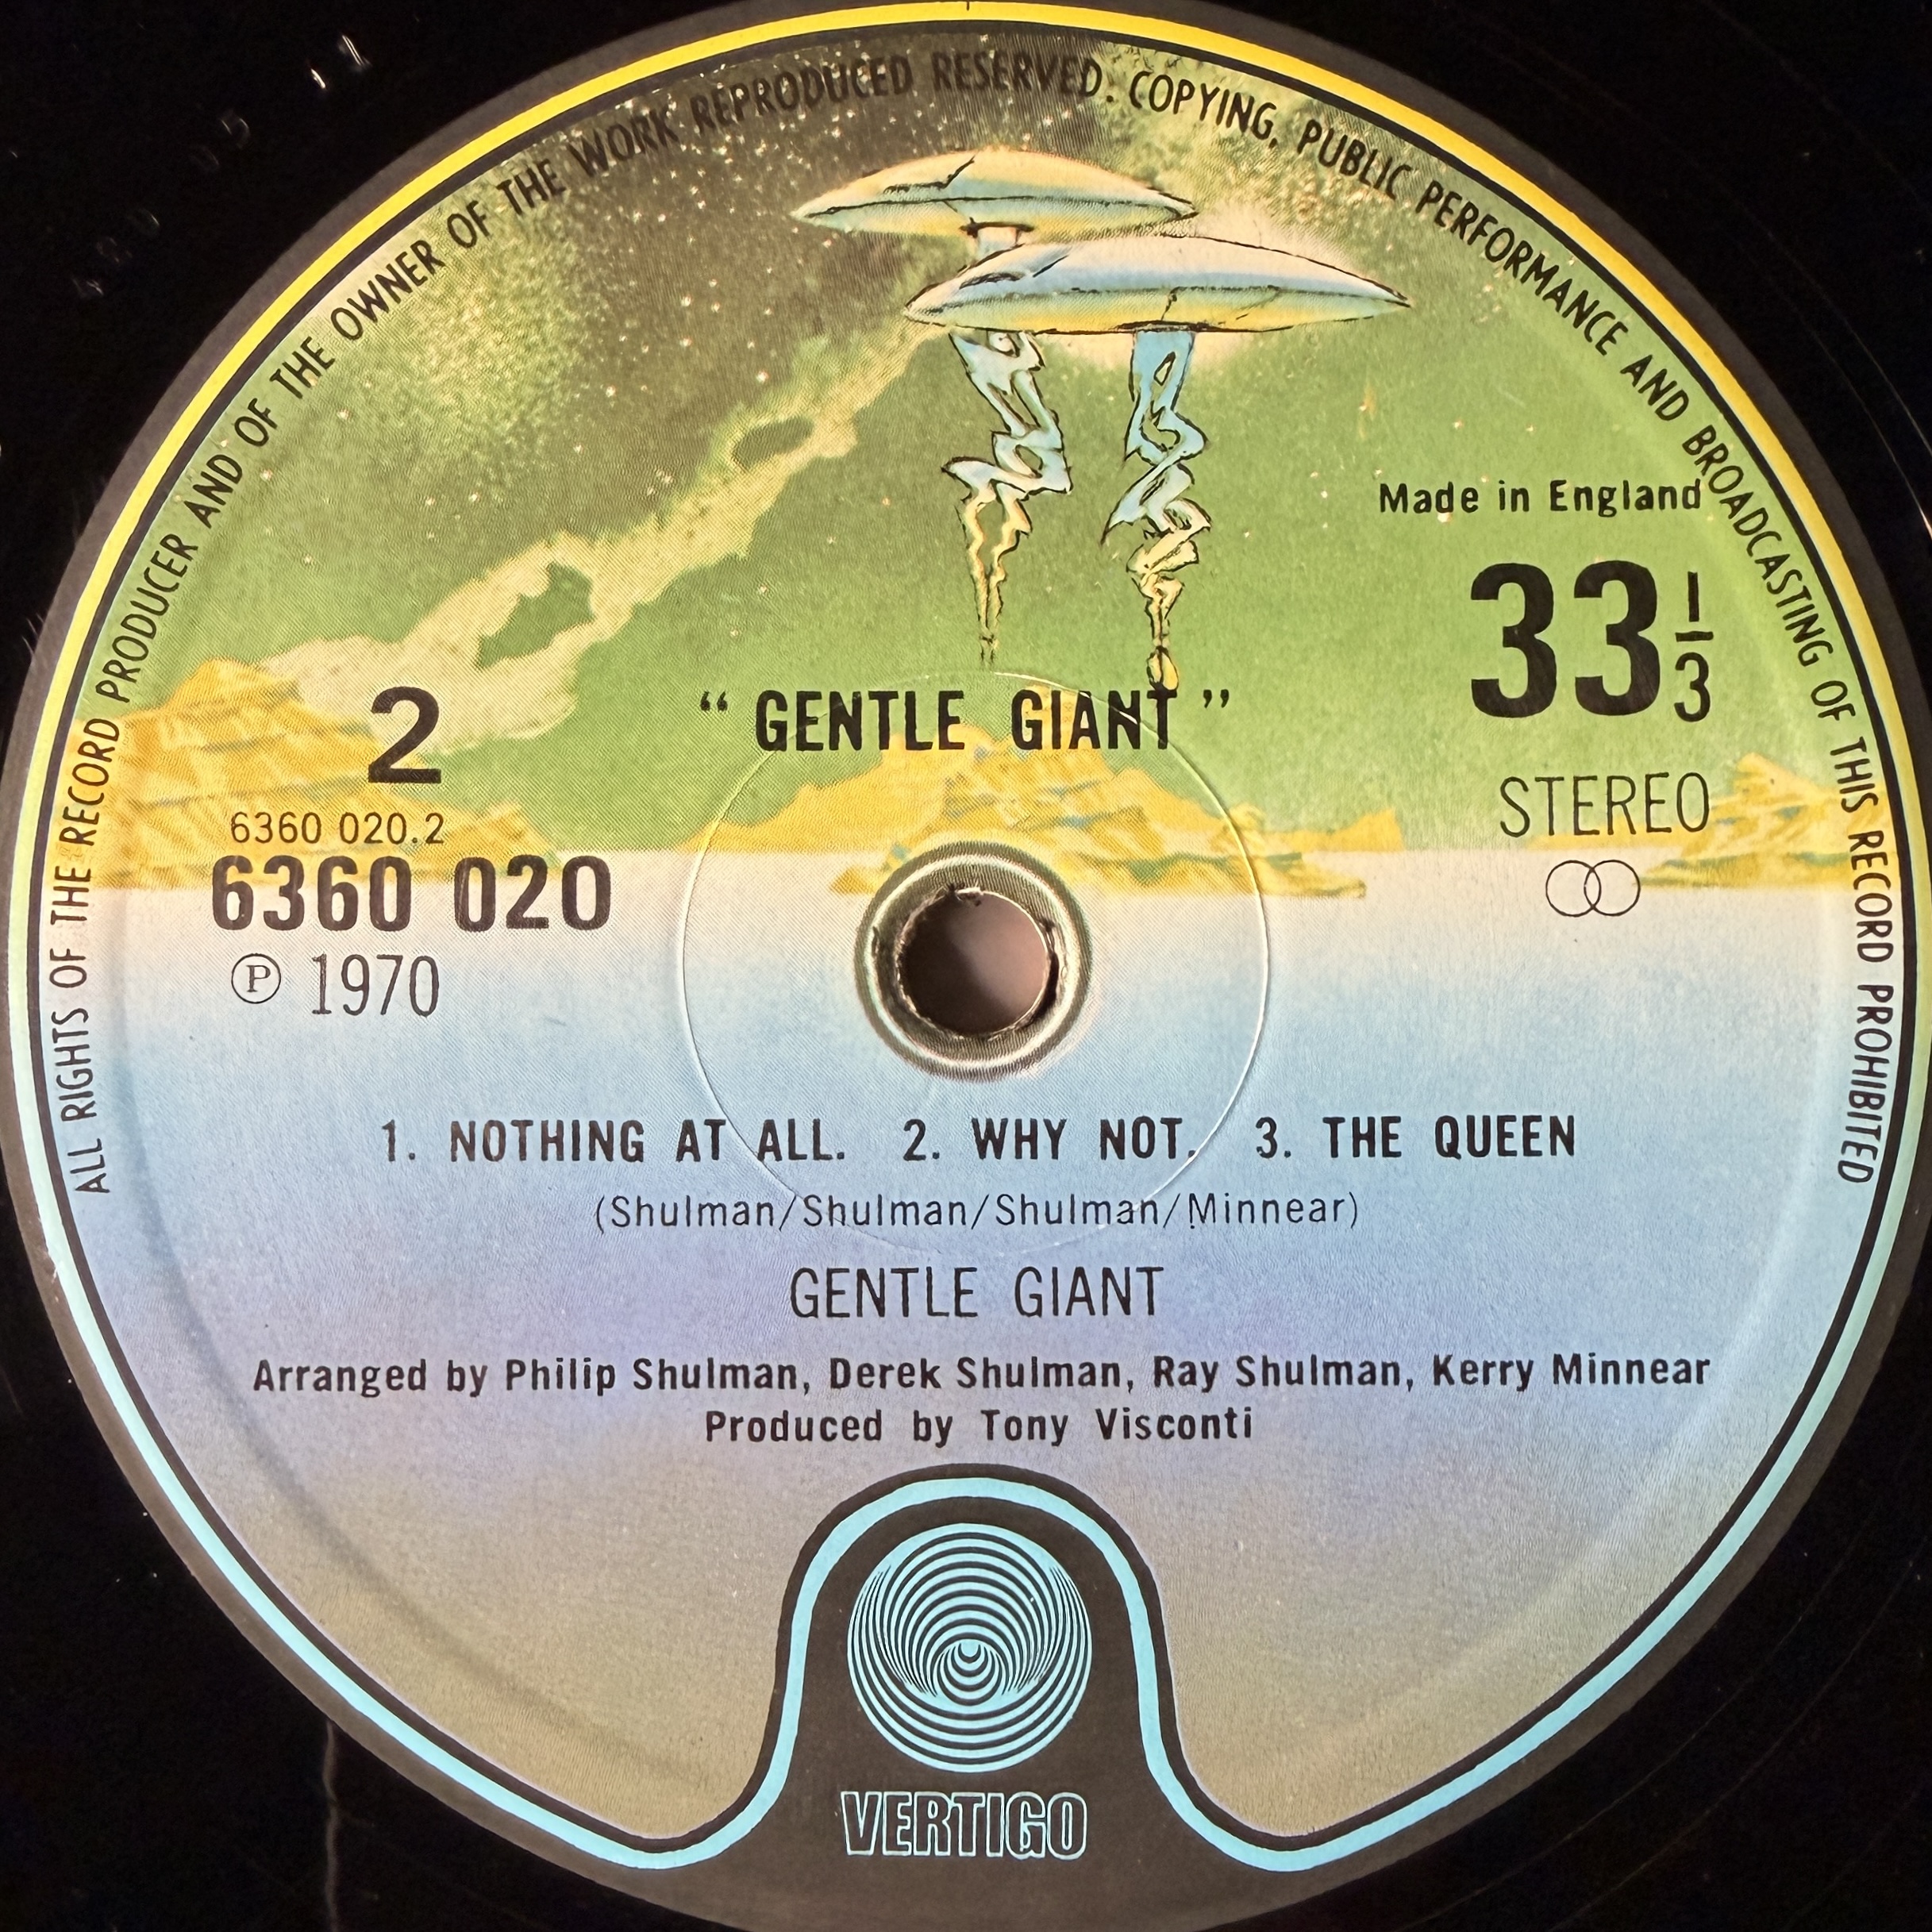 ALL RIGHTS OF THE RECORD PRODUCER AND OF THE OWNER OF THE WORK REPRODUCED RESERVED. COPYING, PUBLIC PERFORMANCE AND BROADCASTING OF THIS RECORD PROHIBITED
Made in England
33 1/3
2
"GENTLE GIANT"
STEREO
6360 020.2
6360 020
Ⓟ 1970
1. NOTHING AT ALL. 2. WHY NOT. 3. THE QUEEN
(Shulman/Shulman/Shulman/Minnear)
GENTLE GIANT
Arranged by Philip Shulman, Derek Shulman, Ray Shulman, Kerry Minnear
Produced by Tony Visconti
VERTIGO